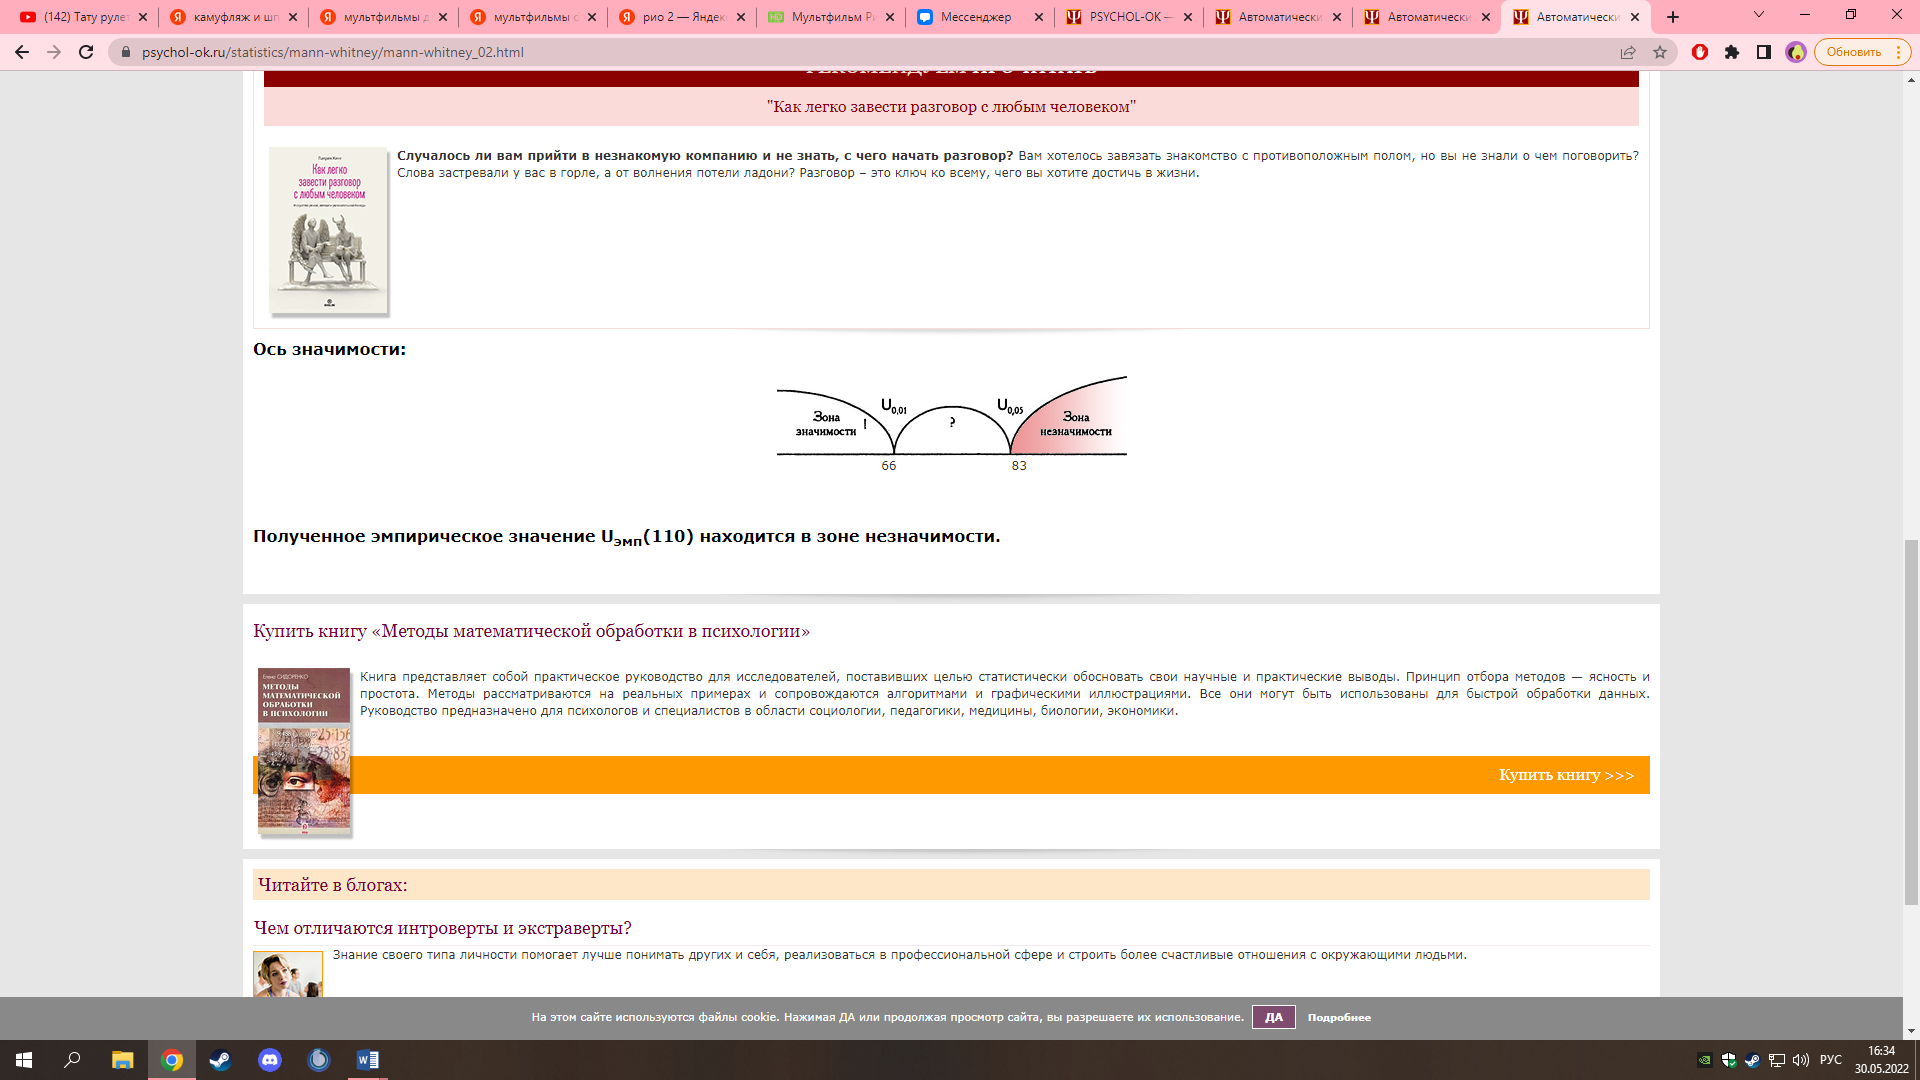 (142) Тату рулет
камуфляж и шп
мультфильмы д
мультфильмы с
рио 2 — Яндек
Мультфильм Ри
Мессенджер
PSYCHOL-OK —
Автоматически
Автоматически
Автоматически
psychol-ok.ru/statistics/mann-whitney/mann-whitney_02.html
Обновить
РЕКОМЕНДУЕМ ПРОЧИТАТЬ
"Как легко завести разговор с любым человеком"
Как легко
завести разговор
с любым человеком
Случалось ли вам прийти в незнакомую компанию и не знать, с чего начать разговор? Вам хотелось завязать знакомство с противоположным полом, но вы не знали о чем поговорить?
Слова застревали у вас в горле, а от волнения потели ладони? Разговор – это ключ ко всему, чего вы хотите достичь в жизни.
Ось значимости:
U0,01 U0,05
Зона
значимости
!
?
Зона
незначимости
66 83
Полученное эмпирическое значение Uэмп(110) находится в зоне незначимости.
Купить книгу «Методы математической обработки в психологии»
Елена СИДОРЕНКО
МЕТОДЫ
МАТЕМАТИЧЕСКОЙ
ОБРАБОТКИ
В ПСИХОЛОГИИ
Книга представляет собой практическое руководство для исследователей, поставивших целью статистически обосновать свои научные и практические выводы. Принцип отбора методов — ясность и
простота. Методы рассматриваются на реальных примерах и сопровождаются алгоритмами и графическими иллюстрациями. Все они могут быть использованы для быстрой обработки данных.
Руководство предназначено для психологов и специалистов в области социологии, педагогики, медицины, биологии, экономики.
Купить книгу >>>
Читайте в блогах:
Чем отличаются интроверты и экстраверты?
Знание своего типа личности помогает лучше понимать других и себя, реализоваться в профессиональной сфере и строить более счастливые отношения с окружающими людьми.
На этом сайте используются файлы cookie. Нажимая ДА или продолжая просмотр сайта, вы разрешаете их использование. ДА Подробнее
РУС
16:34
30.05.2022